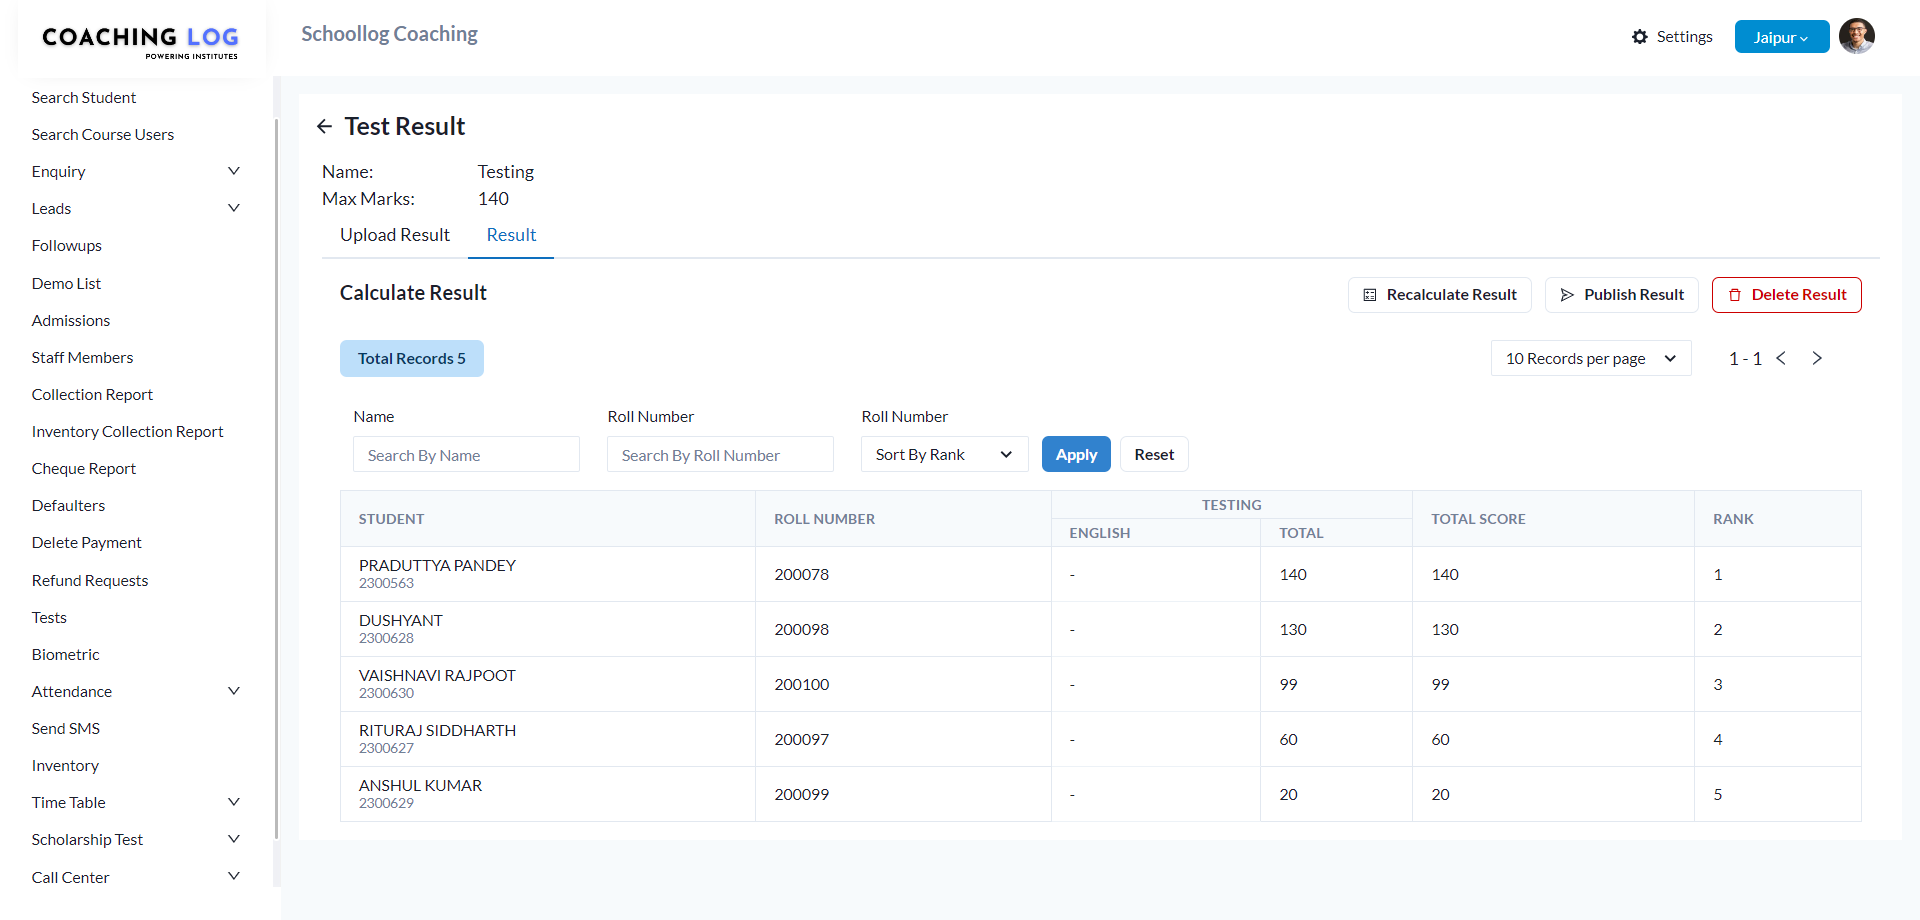 COACHING LOG
POWERING INSTITUTES
Schoollog Coaching
Settings
Jaipur
Search Student
Search Course Users
Enquiry
Leads
Followups
Demo List
Admissions
Staff Members
Collection Report
Inventory Collection Report
Cheque Report
Defaulters
Delete Payment
Refund Requests
Tests
Biometric
Attendance
Send SMS
Inventory
Time Table
Scholarship Test
Call Center
Test Result
Name: Testing
Max Marks: 140
Upload Result Result
Calculate Result
Recalculate Result Publish Result Delete Result
Total Records 5
10 Records per page 1 - 1
Name Roll Number Roll Number
Search By Name Search By Roll Number Sort By Rank Apply Reset
STUDENT ROLL NUMBER TESTING TOTAL SCORE RANK
ENGLISH TOTAL
PRADUTTYA PANDEY
2300563
200078 - 140 140 1
DUSHYANT
2300628
200098 - 130 130 2
VAISHNAVI RAJPOOT
2300630
200100 - 99 99 3
RITURAJ SIDDHARTH
2300627
200097 - 60 60 4
ANSHUL KUMAR
2300629
200099 - 20 20 5